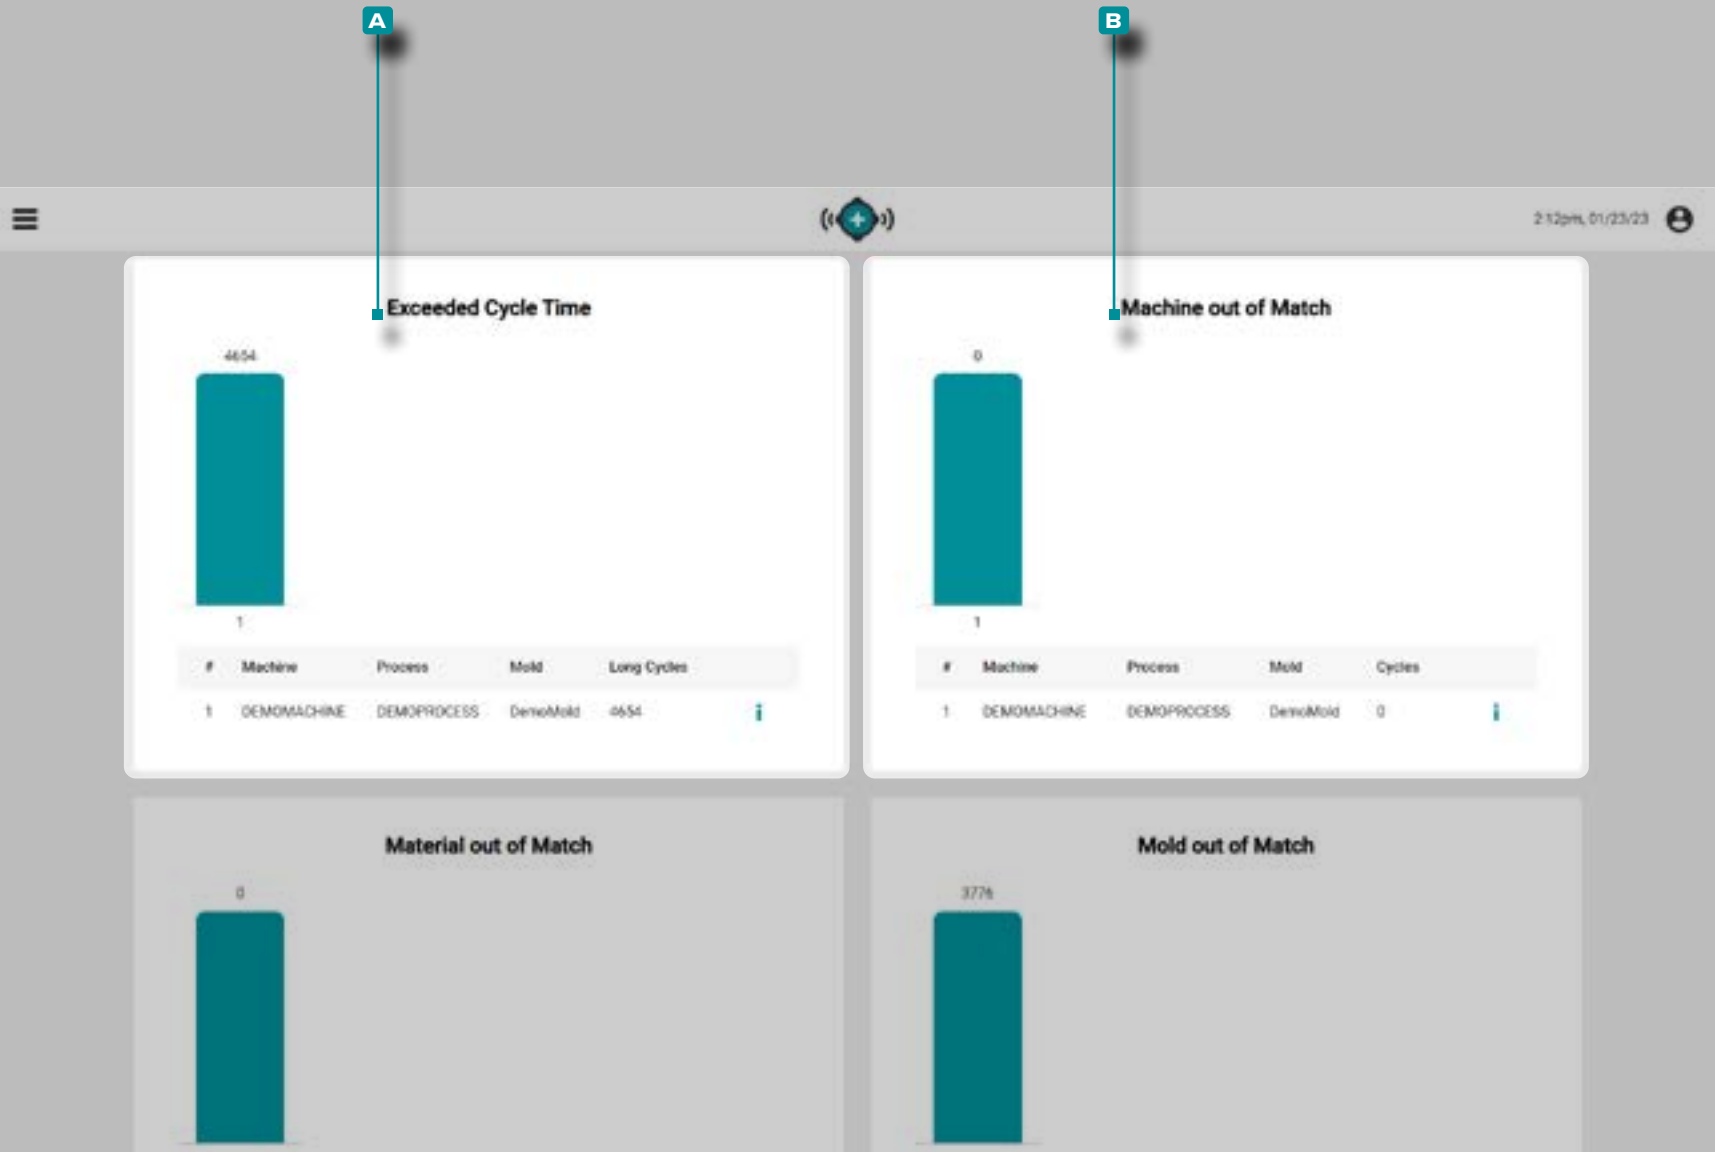 A
B
2:12pm, 01/23/23
Exceeded Cycle Time
4654
1
# Machine Process Mold Long Cycles
1 DEMOMACHINE DEMOPROCESS DemoMold 4654 i
Machine out of Match
0
1
# Machine Process Mold Cycles
1 DEMOMACHINE DEMOPROCESS DemoMold 0 i
Material out of Match
0
Mold out of Match
3776